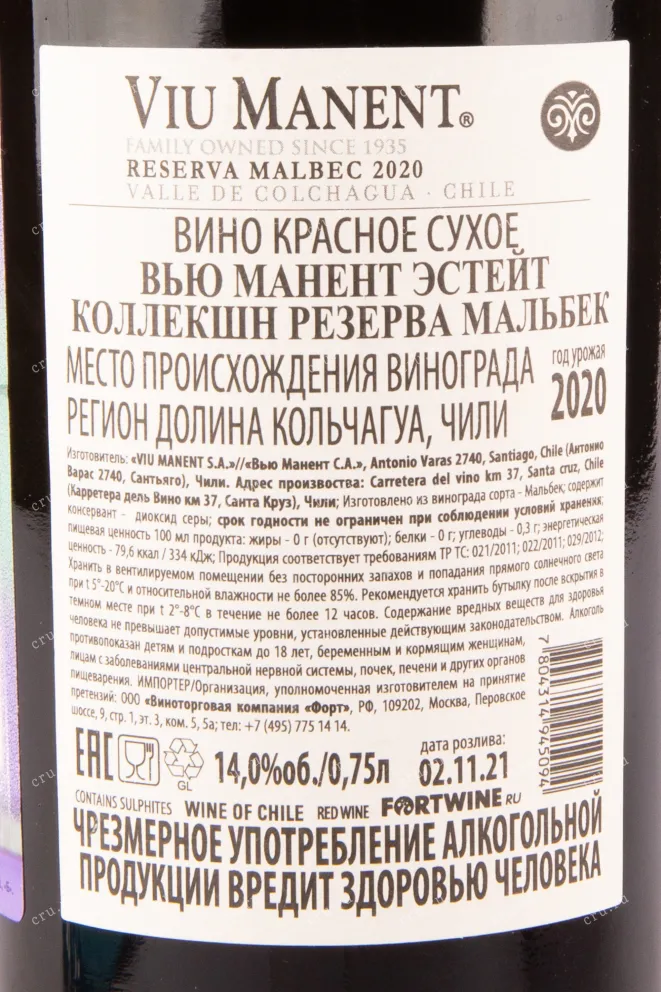 VIU MANENT®
FAMILY OWNED SINCE 1935
RESERVA MALBEC 2020
VALLE DE COLCHAGUA · CHILE
ВИНО КРАСНОЕ СУХОЕ
ВЬЮ МАНЕНТ ЭСТЕЙТ
КОЛЛЕКШН РЕЗЕРВА МАЛЬБЕК
МЕСТО ПРОИСХОЖДЕНИЯ ВИНОГРАДА
РЕГИОН ДОЛИНА КОЛЬЧАГУА, ЧИЛИ
год урожая
2020
Изготовитель: «VIU MANENT S.A.»//«Вью Манент С.А.», Antonio Varas 2740, Santiago, Chile (Антонио
Варас 2740, Сантьяго), Чили. Адрес произвоства: Carretera del vino km 37, Santa cruz, Chile
(Карретера дель Вино км 37, Санта Круз), Чили; Изготовлено из винограда сорта - Мальбек; содержит
консервант - диоксид серы; срок годности не ограничен при соблюдении условий хранения;
пищевая ценность 100 мл продукта: жиры - 0 г (отсутствуют); белки - 0 г; углеводы - 0,3 г; энергетическая
ценность - 79,6 ккал / 334 кДж; Продукция соответствует требованиям ТР ТС: 021/2011; 022/2011; 029/2012;
Хранить в вентилируемом помещении без посторонних запахов и попадания прямого солнечного света
при t 5°-20°С и относительной влажности не более 85%. Рекомендуется хранить бутылку после вскрытия в
темном месте при t 2°-8°С в течение не более 12 часов. Содержание вредных веществ для здоровья
человека не превышает допустимые уровни, установленные действующим законодательством. Алкоголь
противопоказан детям и подросткам до 18 лет, беременным и кормящим женщинам,
лицам с заболеваниями центральной нервной системы, почек, печени и других органов
пищеварения. ИМПОРТЕР/Организация, уполномоченная изготовителем на принятие
претензий: ООО «Виноторговая компания «Форт», РФ, 109202, Москва, Перовское
шоссе, 9, стр. 1, эт. 3, ком. 5, 5а; тел: +7 (495) 775 14 14.
7804314945094
EAC
GL
14,0%об./0,75л
дата розлива:
02.11.21
CONTAINS SULPHITES WINE OF CHILE RED WINE FORTWINE RU
ЧРЕЗМЕРНОЕ УПОТРЕБЛЕНИЕ АЛКОГОЛЬНОЙ
ПРОДУКЦИИ ВРЕДИТ ЗДОРОВЬЮ ЧЕЛОВЕКА